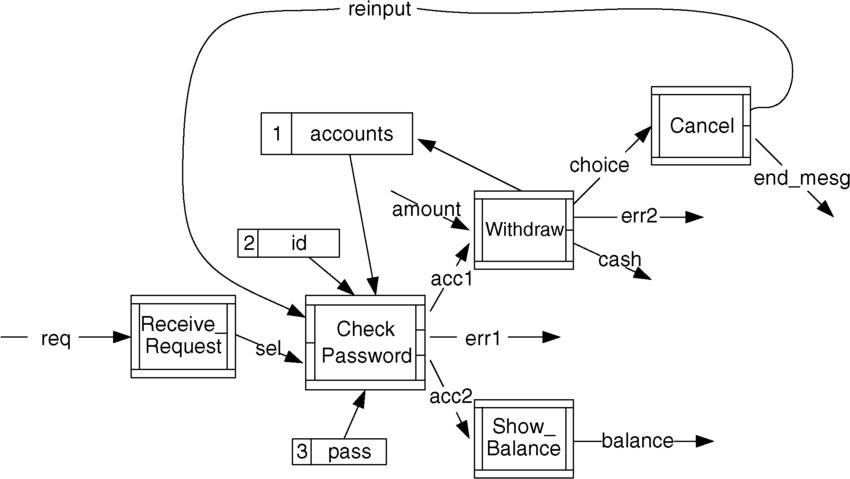 reinput
1 accounts
Cancel
choice
end_mesg
amount
Withdraw
err2
cash
2 id
acc1
req
Receive_
Request
sel
Check
Password
err1
acc2
3 pass
Show_
Balance
balance